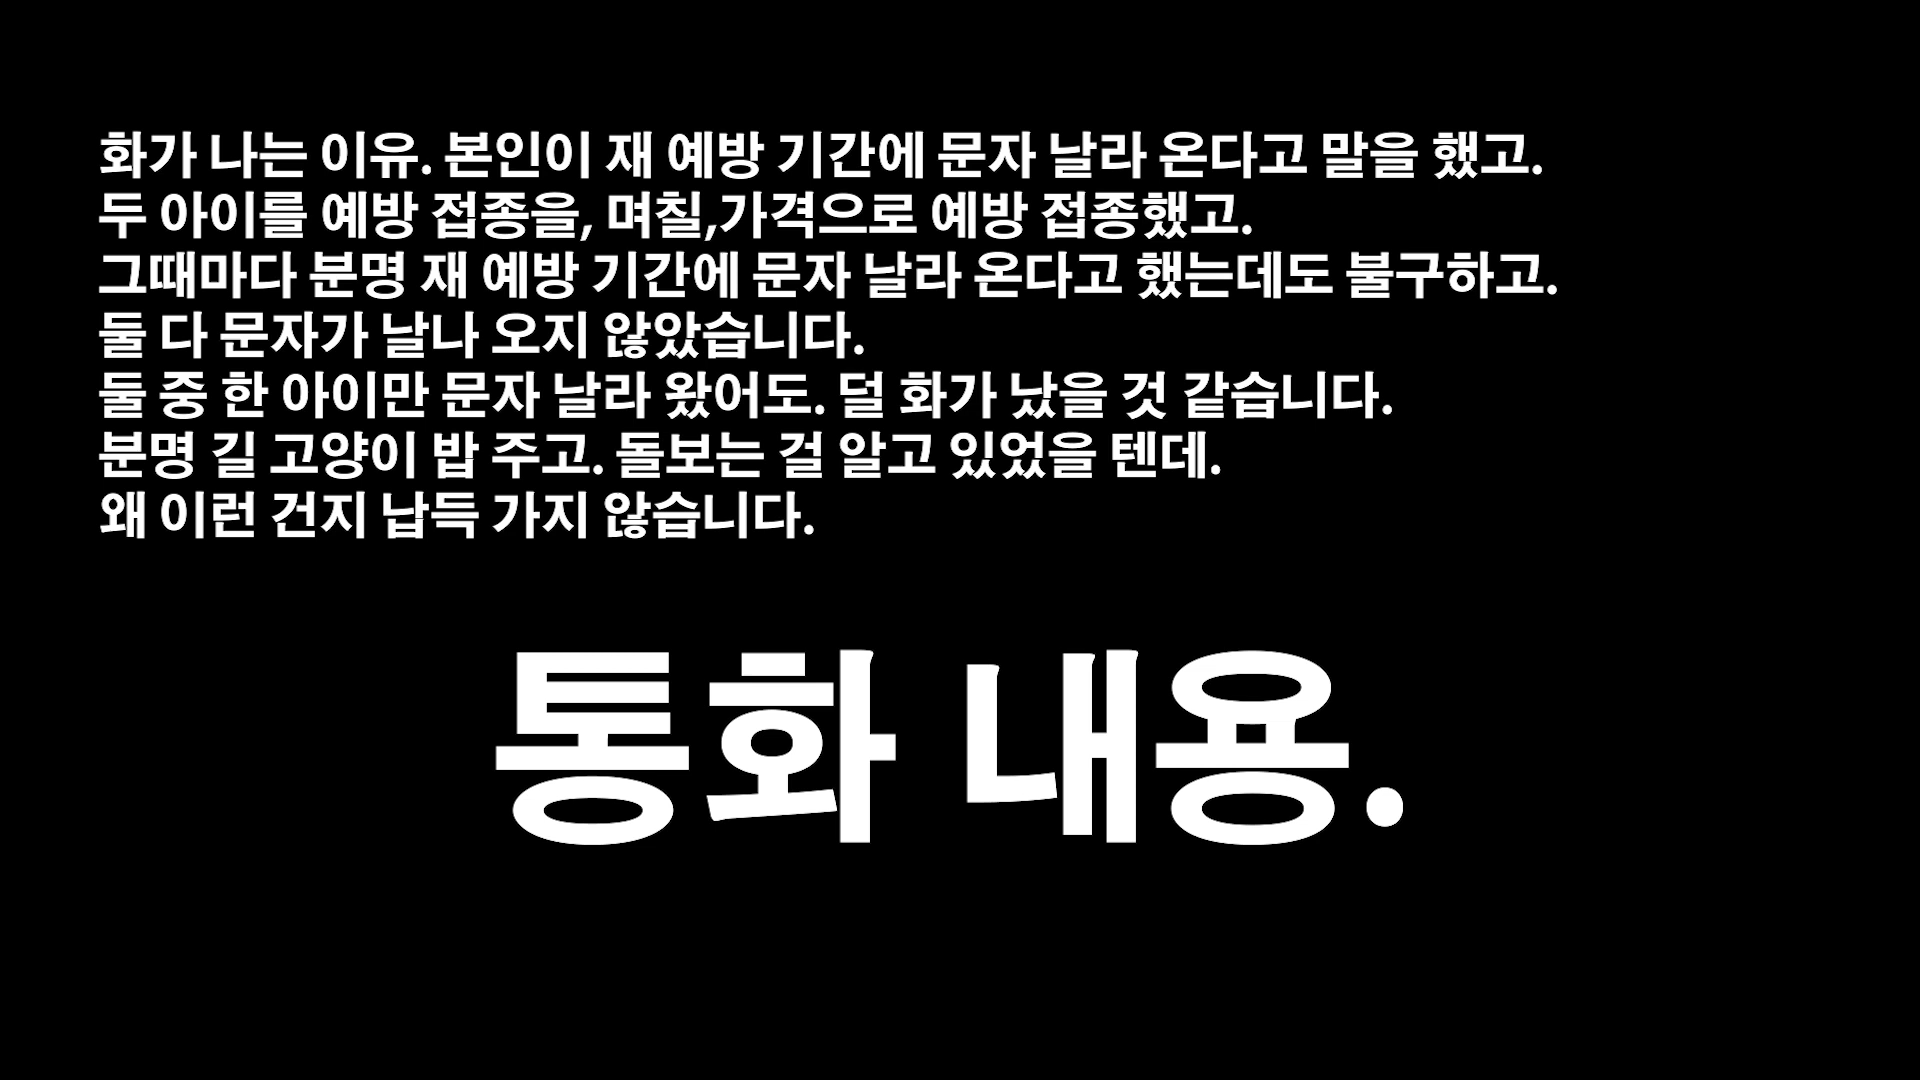 화가 나는 이유. 본인이 재 예방 기간에 문자 날라 온다고 말을 했고.
두 아이를 예방 접종을, 며칠,가격으로 예방 접종했고.
그때마다 분명 재 예방 기간에 문자 날라 온다고 했는데도 불구하고.
둘 다 문자가 날나 오지 않았습니다.
둘 중 한 아이만 문자 날라 왔어도. 덜 화가 났을 것 같습니다.
분명 길 고양이 밥 주고. 돌보는 걸 알고 있었을 텐데.
왜 이런 건지 납득 가지 않습니다.
통화 내용.